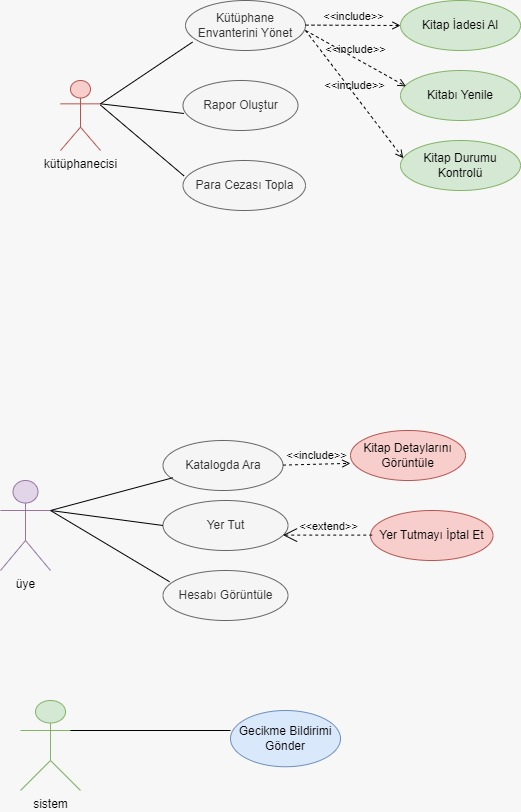 Kütüphane
Envanterini Yönet
<<include>>
Kitap İadesi Al
<<include>>
Kitabı Yenile
<<include>>
Rapor Oluştur
Kitap Durumu
Kontrolü
kütüphanecisi
Para Cezası Topla
Katalogda Ara
<<include>>
Kitap Detaylarını
Görüntüle
Yer Tut
<<extend>>
Yer Tutmayı İptal Et
üye
Hesabı Görüntüle
Gecikme Bildirimi
Gönder
sistem